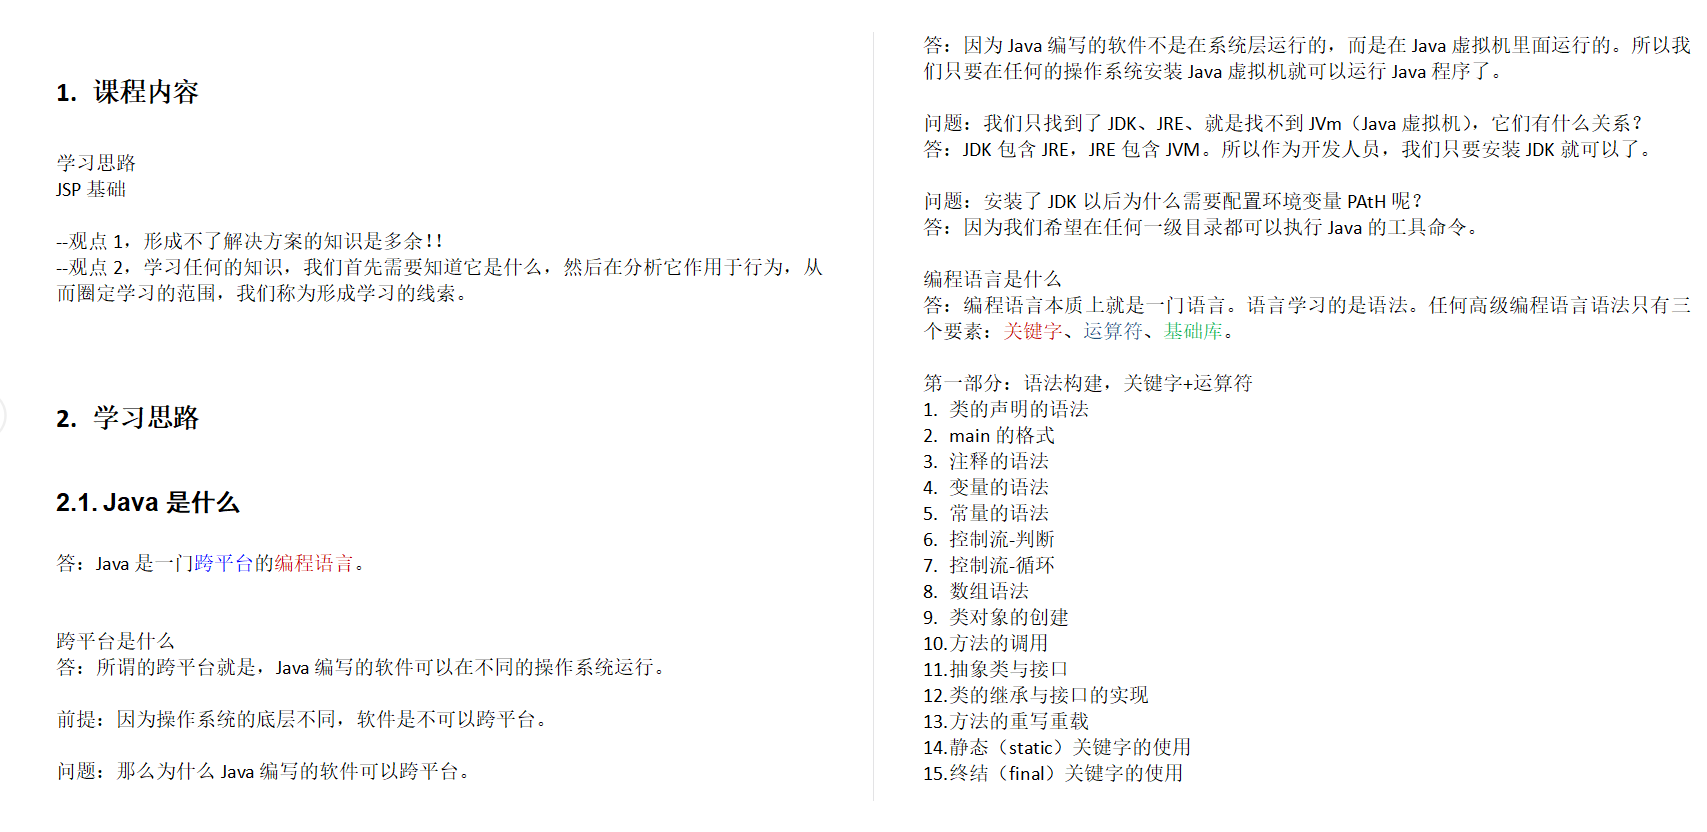 1. 课程内容
学习思路
JSP 基础
--观点 1，形成不了解决方案的知识是多余！！
--观点 2，学习任何的知识，我们首先需要知道它是什么，然后在分析它作用于行为，从
而圈定学习的范围，我们称为形成学习的线索。
2. 学习思路
2.1. Java 是什么
答：Java 是一门跨平台的编程语言。
跨平台是什么
答：所谓的跨平台就是，Java 编写的软件可以在不同的操作系统运行。
前提：因为操作系统的底层不同，软件是不可以跨平台。
问题：那么为什么 Java 编写的软件可以跨平台。
答：因为 Java 编写的软件不是在系统层运行的，而是在 Java 虚拟机里面运行的。所以我
们只要在任何的操作系统安装 Java 虚拟机就可以运行 Java 程序了。
问题：我们只找到了 JDK、JRE、就是找不到 JVm（Java 虚拟机），它们有什么关系？
答：JDK 包含 JRE，JRE 包含 JVM。所以作为开发人员，我们只要安装 JDK 就可以了。
问题：安装了 JDK 以后为什么需要配置环境变量 PAtH 呢？
答：因为我们希望在任何一级目录都可以执行 Java 的工具命令。
编程语言是什么
答：编程语言本质上就是一门语言。语言学习的是语法。任何高级编程语言语法只有三
个要素：关键字、运算符、基础库。
第一部分：语法构建，关键字+运算符
1. 类的声明的语法
2. main 的格式
3. 注释的语法
4. 变量的语法
5. 常量的语法
6. 控制流-判断
7. 控制流-循环
8. 数组语法
9. 类对象的创建
10.方法的调用
11.抽象类与接口
12.类的继承与接口的实现
13.方法的重写重载
14.静态（static）关键字的使用
15.终结（final）关键字的使用